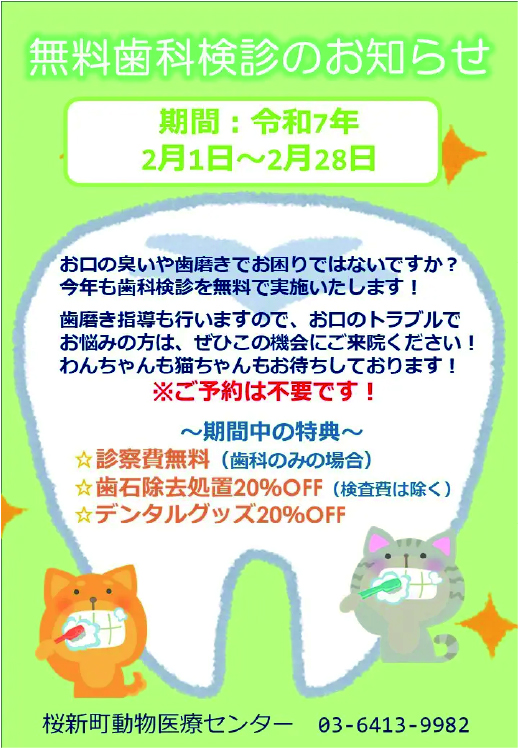 無料歯科検診のお知らせ
期間：令和7年
2月1日～2月28日
お口の臭いや歯磨きでお困りではないですか？
今年も歯科検診を無料で実施いたします！
歯磨き指導も行いますので、お口のトラブルで
お悩みの方は、ぜひこの機会にご来院ください！
わんちゃんも猫ちゃんもお待ちしております！
※ご予約は不要です！
～期間中の特典～
☆診察費無料（歯科のみの場合）
☆歯石除去処置20%OFF（検査費は除く）
☆デンタルグッズ20%OFF
桜新町動物医療センター　03-6413-9982